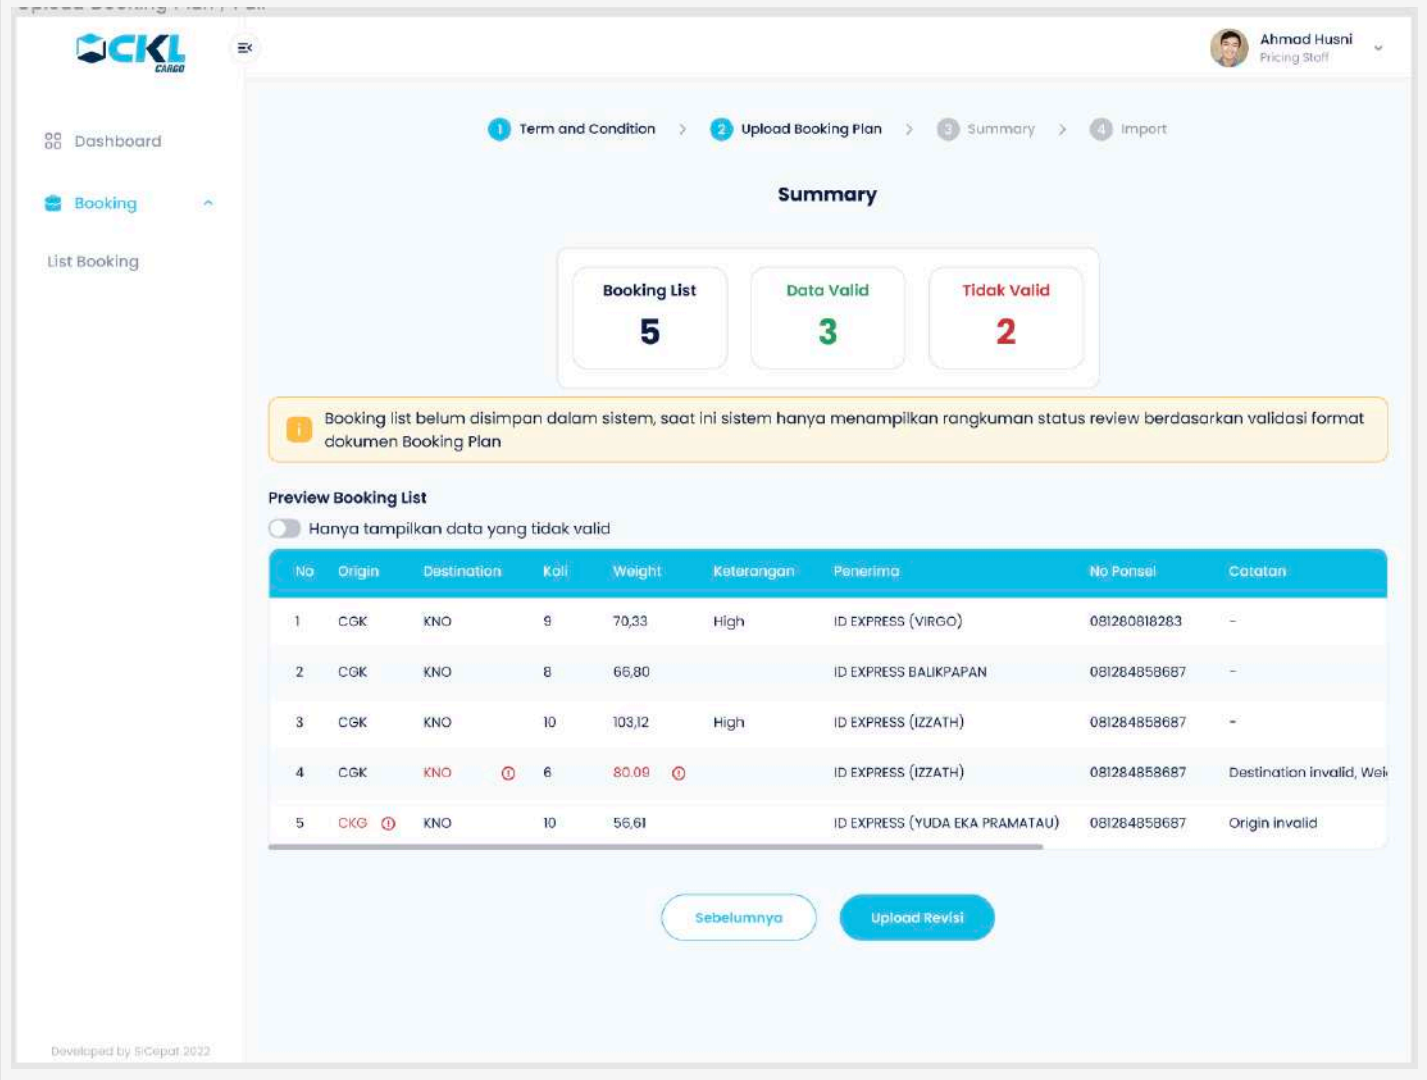 CKL
CARGO
Ahmad Husni
Pricing Staff
Dashboard
Booking
List Booking
1 Term and Condition > 2 Upload Booking Plan > 3 Summary > 4 Import
Summary
Booking List
5
Data Valid
3
Tidak Valid
2
Booking list belum disimpan dalam sistem, saat ini sistem hanya menampilkan rangkuman status review berdasarkan validasi format
dokumen Booking Plan
Preview Booking List
Hanya tampilkan data yang tidak valid
No Origin Destination Koli Weight Keterangan Penerima No Ponsel Catatan
1 CGK KNO 9 70,33 High ID EXPRESS (VIRGO) 081280818283 -
2 CGK KNO 8 66,80 ID EXPRESS BALIKPAPAN 081284858687 -
3 CGK KNO 10 103,12 High ID EXPRESS (IZZATH) 081284858687 -
4 CGK KNO 6 80.09 ID EXPRESS (IZZATH) 081284858687 Destination invalid, Wei
5 CKG KNO 10 56,61 ID EXPRESS (YUDA EKA PRAMATAU) 081284858687 Origin invalid
Sebelumnya
Upload Revisi
Developed by SiCepat 2022